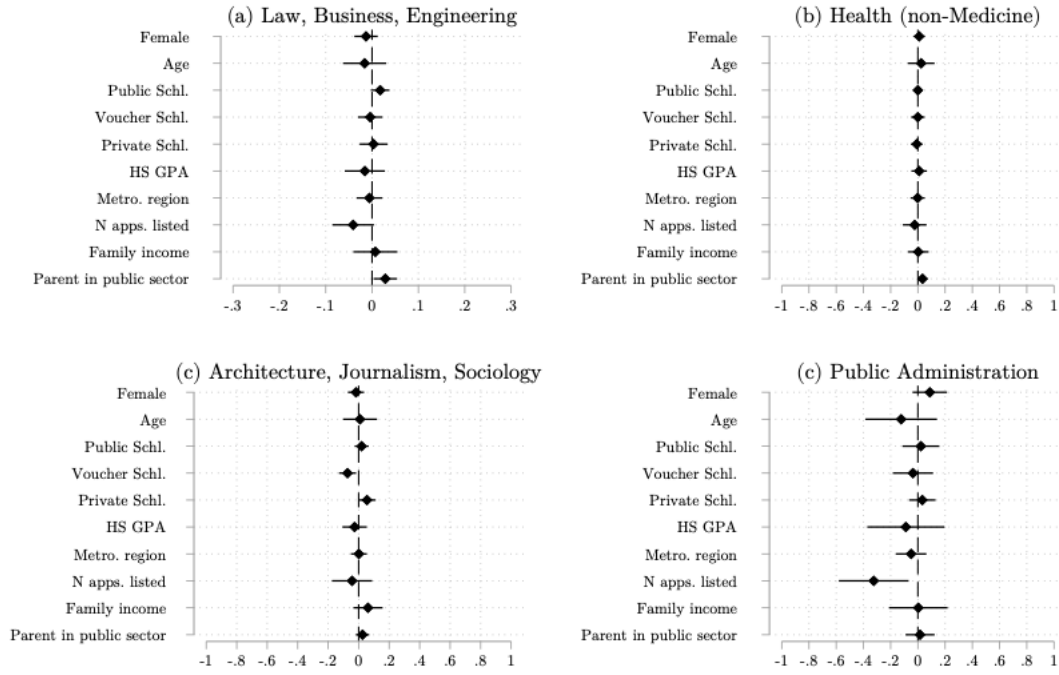 (a) Law, Business, Engineering
Female
Age
Public Schl.
Voucher Schl.
Private Schl.
HS GPA
Metro. region
N apps. listed
Family income
Parent in public sector
-.3 -.2 -.1 0 .1 .2 .3
(b) Health (non-Medicine)
Female
Age
Public Schl.
Voucher Schl.
Private Schl.
HS GPA
Metro. region
N apps. listed
Family income
Parent in public sector
-1 -.8 -.6 -.4 -.2 0 .2 .4 .6 .8 1
(c) Architecture, Journalism, Sociology
Female
Age
Public Schl.
Voucher Schl.
Private Schl.
HS GPA
Metro. region
N apps. listed
Family income
Parent in public sector
-1 -.8 -.6 -.4 -.2 0 .2 .4 .6 .8 1
(c) Public Administration
Female
Age
Public Schl.
Voucher Schl.
Private Schl.
HS GPA
Metro. region
N apps. listed
Family income
Parent in public sector
-1 -.8 -.6 -.4 -.2 0 .2 .4 .6 .8 1